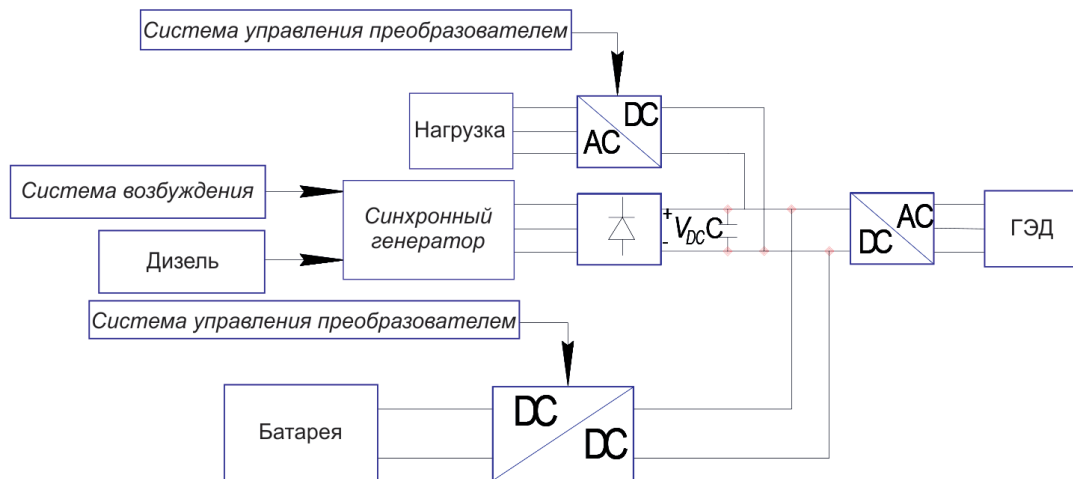 Система управления преобразователем
DC
AC
Нагрузка
Система возбуждения
Синхронный
генератор
Дизель
+
-
VDC C
AC
DC
ГЭД
Система управления преобразователем
DC
DC
Батарея